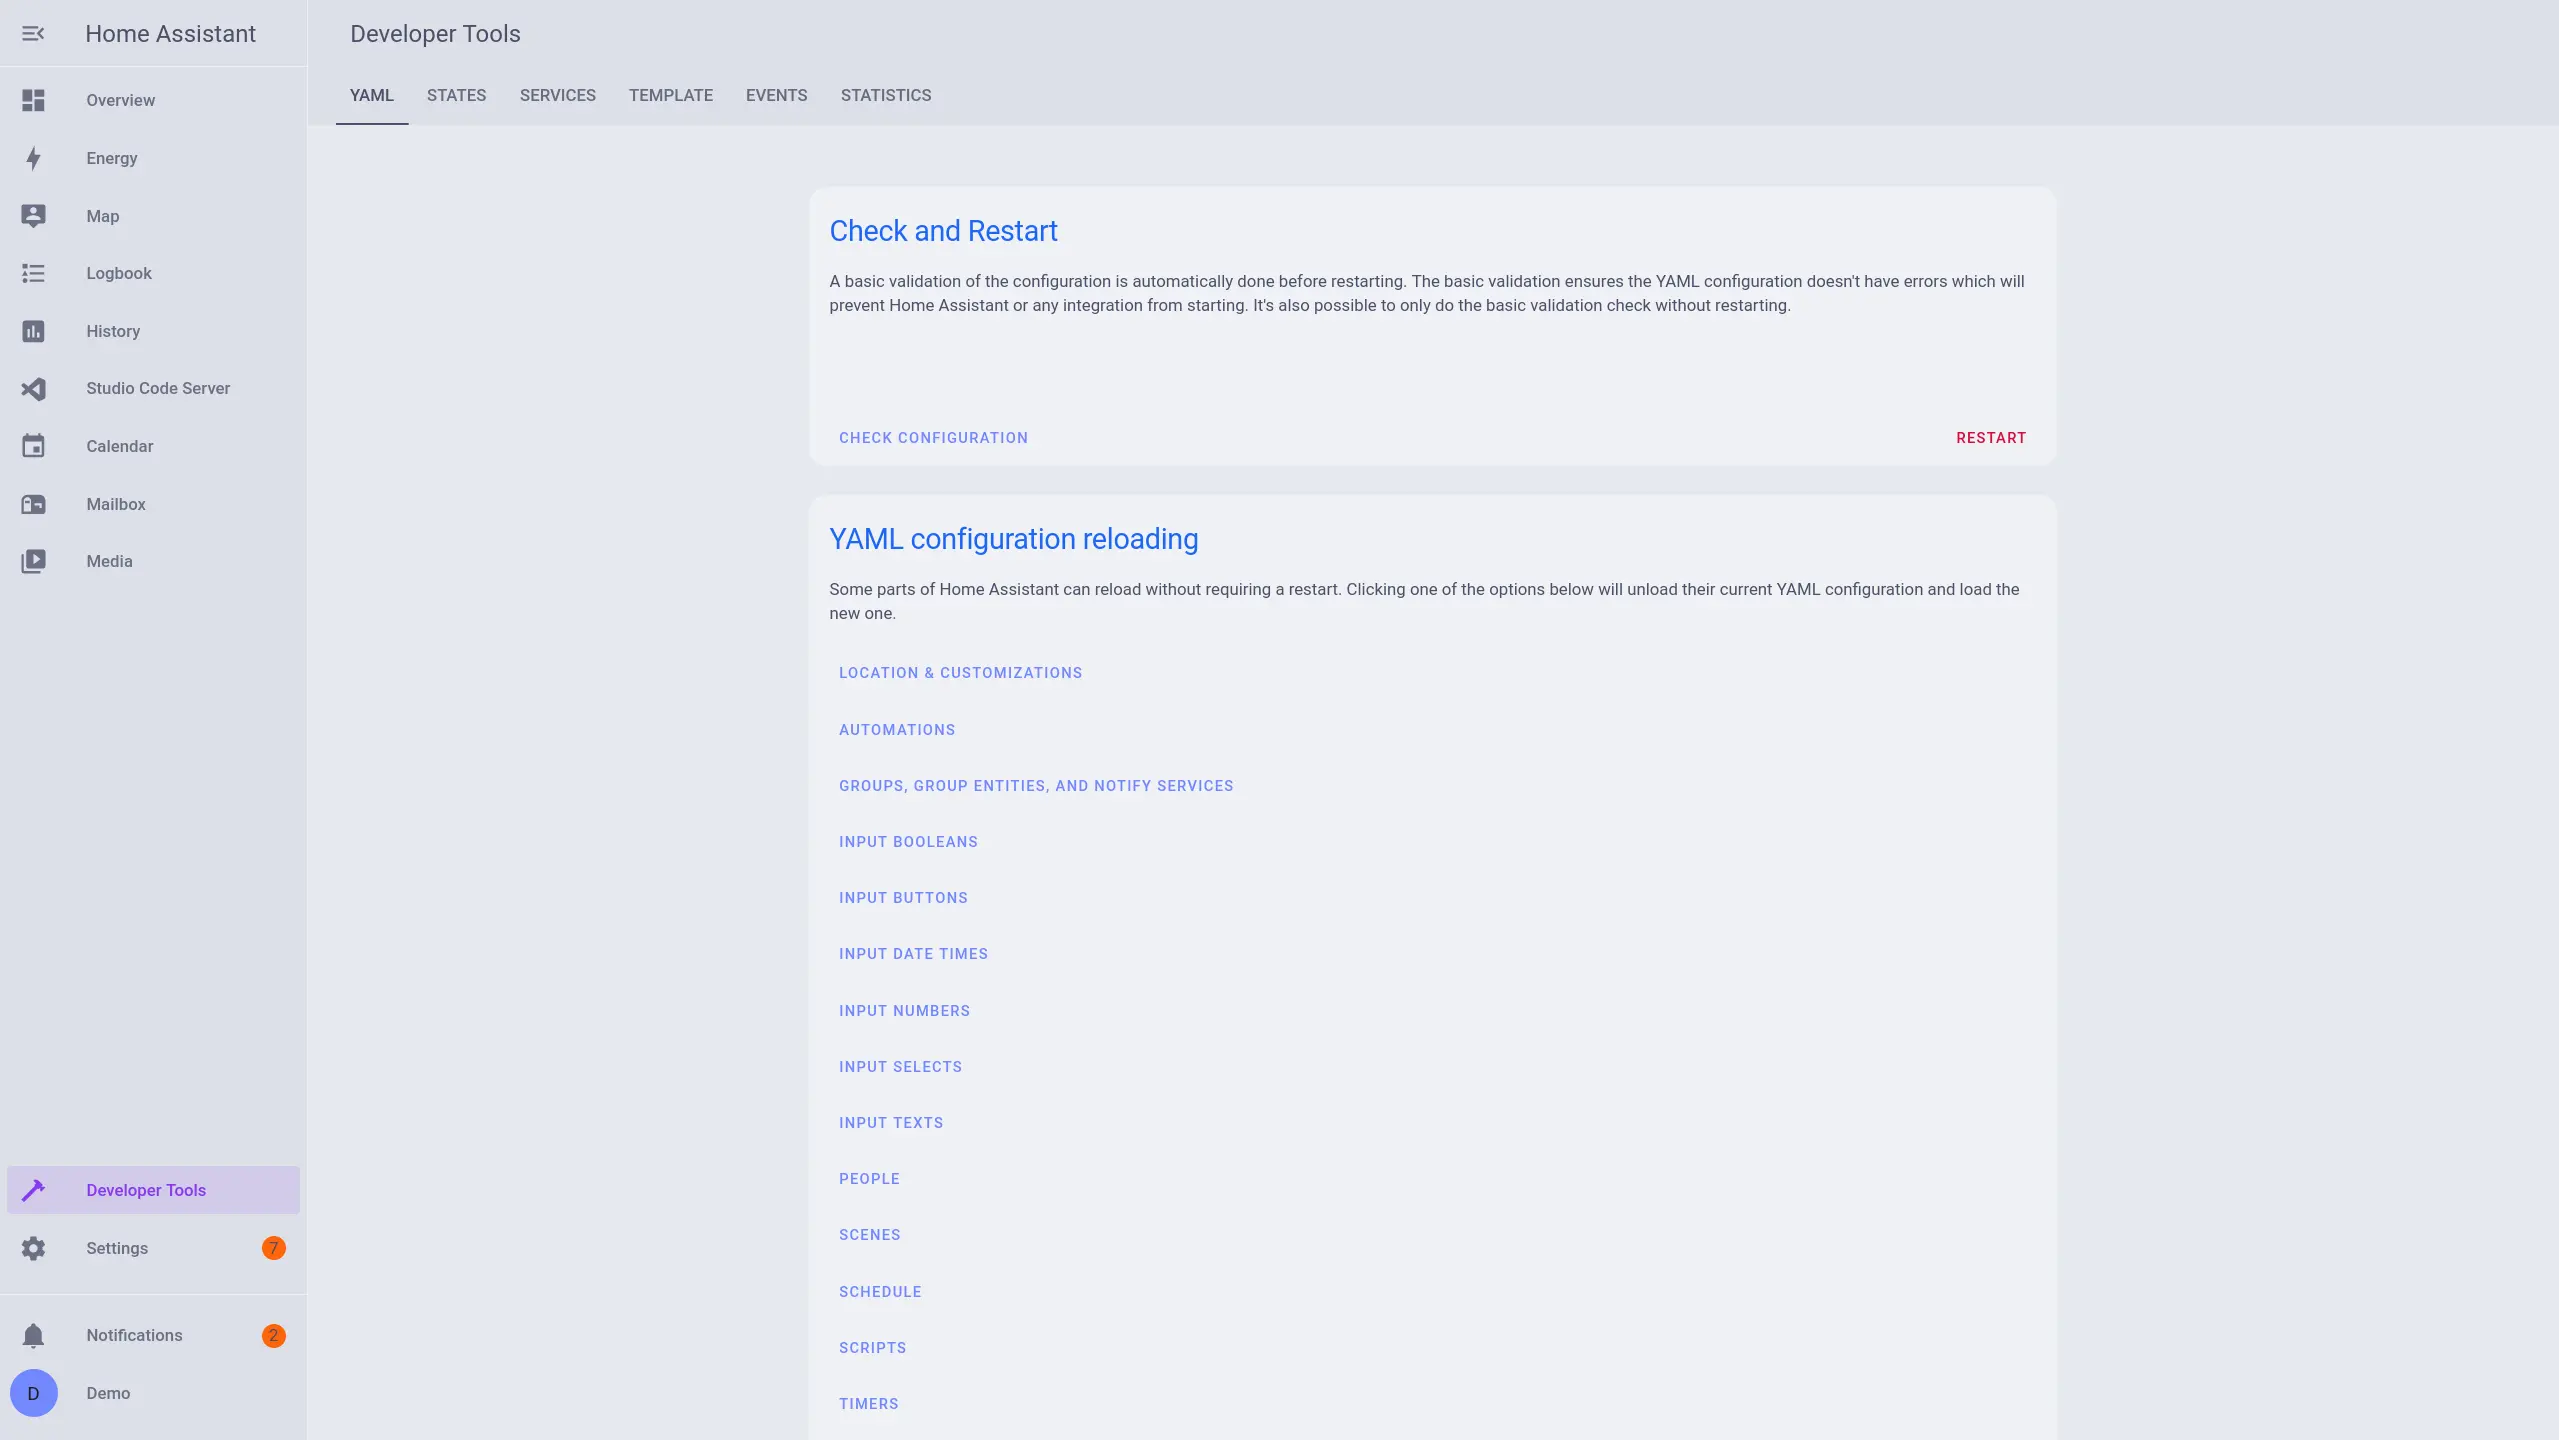 Home Assistant
Overview
Energy
Map
Logbook
History
Studio Code Server
Calendar
Mailbox
Media
Developer Tools
Settings
7
Notifications
2
D
Demo
Developer Tools
YAML
STATES
SERVICES
TEMPLATE
EVENTS
STATISTICS
Check and Restart
A basic validation of the configuration is automatically done before restarting. The basic validation ensures the YAML configuration doesn't have errors which will
prevent Home Assistant or any integration from starting. It's also possible to only do the basic validation check without restarting.
CHECK CONFIGURATION
RESTART
YAML configuration reloading
Some parts of Home Assistant can reload without requiring a restart. Clicking one of the options below will unload their current YAML configuration and load the
new one.
LOCATION & CUSTOMIZATIONS
AUTOMATIONS
GROUPS, GROUP ENTITIES, AND NOTIFY SERVICES
INPUT BOOLEANS
INPUT BUTTONS
INPUT DATE TIMES
INPUT NUMBERS
INPUT SELECTS
INPUT TEXTS
PEOPLE
SCENES
SCHEDULE
SCRIPTS
TIMERS